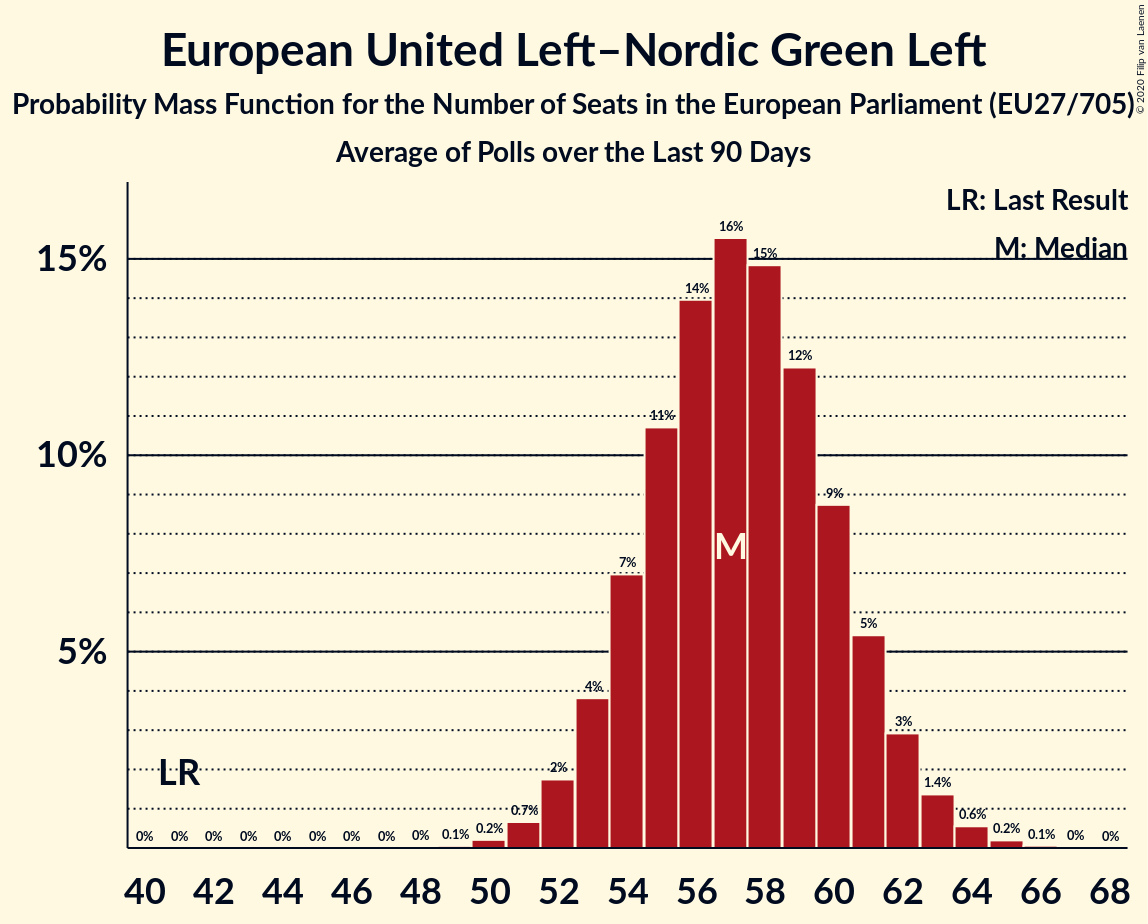 European United Left–Nordic Green Left
Probability Mass Function for the Number of Seats in the European Parliament (EU27/705)
Average of Polls over the Last 90 Days
© 2020 Filip van Laenen
LR: Last Result
M: Median
15%
10%
5%
0% 0% 0% 0% 0% 0% 0% 0% 0% 0.1% 0.2% 0.7% 2% 4% 7% 11% 14% 16% 15% 12% 9% 5% 3% 1.4% 0.6% 0.2% 0.1% 0% 0%
M
LR
40 42 44 46 48 50 52 54 56 58 60 62 64 66 68